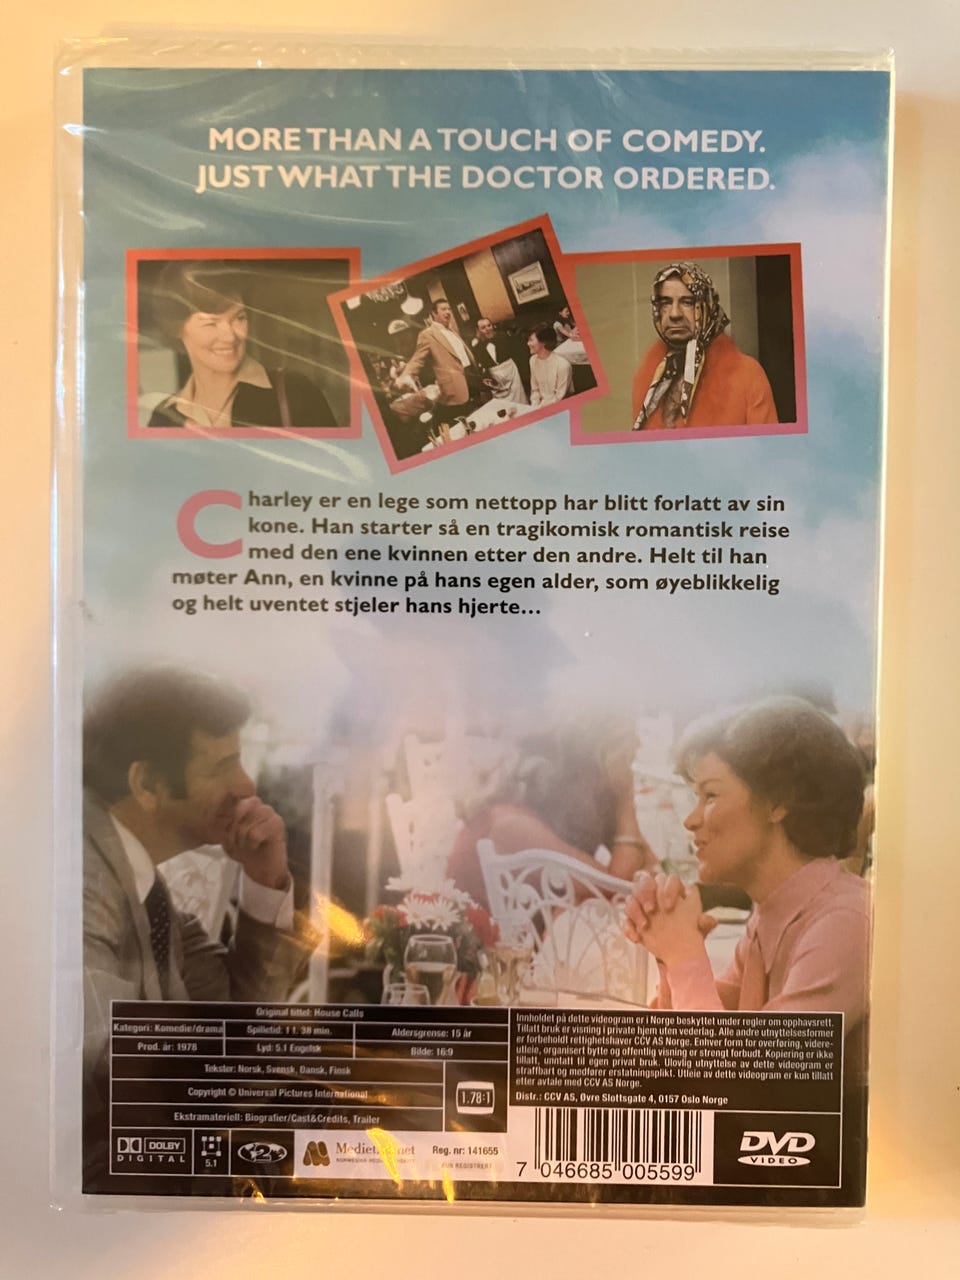 MORE THAN A TOUCH OF COMEDY.
JUST WHAT THE DOCTOR ORDERED.
Charley er en lege som nettopp har blitt forlatt av sin
kone. Han starter så en tragikomisk romantisk reise
med den ene kvinnen etter den andre. Helt til han
møter Ann, en kvinne på hans egen alder, som øyeblikkelig
og helt uventet stjeler hans hjerte...
Original tittel: House Calls
Kategori: Komedie/drama
Spilletid: 1 t. 38 min.
Aldersgrense: 15 år
Prod. år: 1978
Lyd: 5.1 Engelsk
Bilde: 16:9
Tekster: Norsk, Svensk, Dansk, Finsk
Copyright © Universal Pictures International
Ekstramateriell: Biografier/Cast&Credits, Trailer
1.78:1
Innholdet på dette videogram er i Norge beskyttet under regler om opphavsrett.
Tillatt bruk er visning i private hjem uten vederlag. Alle andre utnyttelsesformer
er forbeholdt rettighetshaver CCV AS Norge. Enhver form for overføring, videre-
utleie, organisert bytte og offentlig visning er strengt forbudt. Kopiering er ikke
tillatt, unntatt til egen privat bruk. Ulovlig utnyttelse av dette videogram er
straffbart og medfører erstatningsplikt. Utleie av dette videogram er kun tillatt
etter avtale med CCV AS Norge.
Distr.: CCV AS, Øvre Slottsgate 4, 0157 Oslo Norge
DOLBY
DIGITAL
5.1
2
Reg. nr: 141655
KUN REGISTRERT
7 046685 005599
DVD
VIDEO